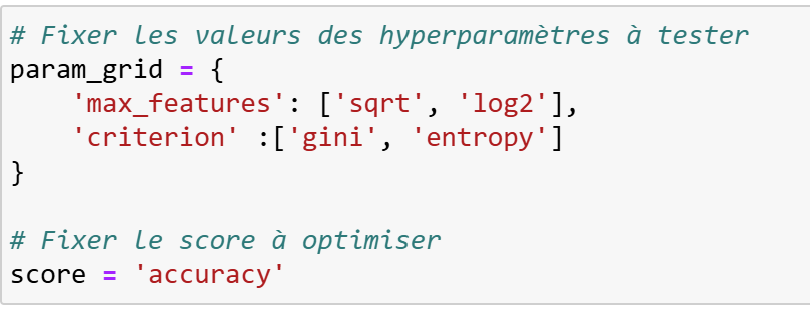 # Fixer les valeurs des hyperparamètres à tester
param_grid = {
    'max_features': ['sqrt', 'log2'],
    'criterion' :['gini', 'entropy']
}

# Fixer le score à optimiser
score = 'accuracy'